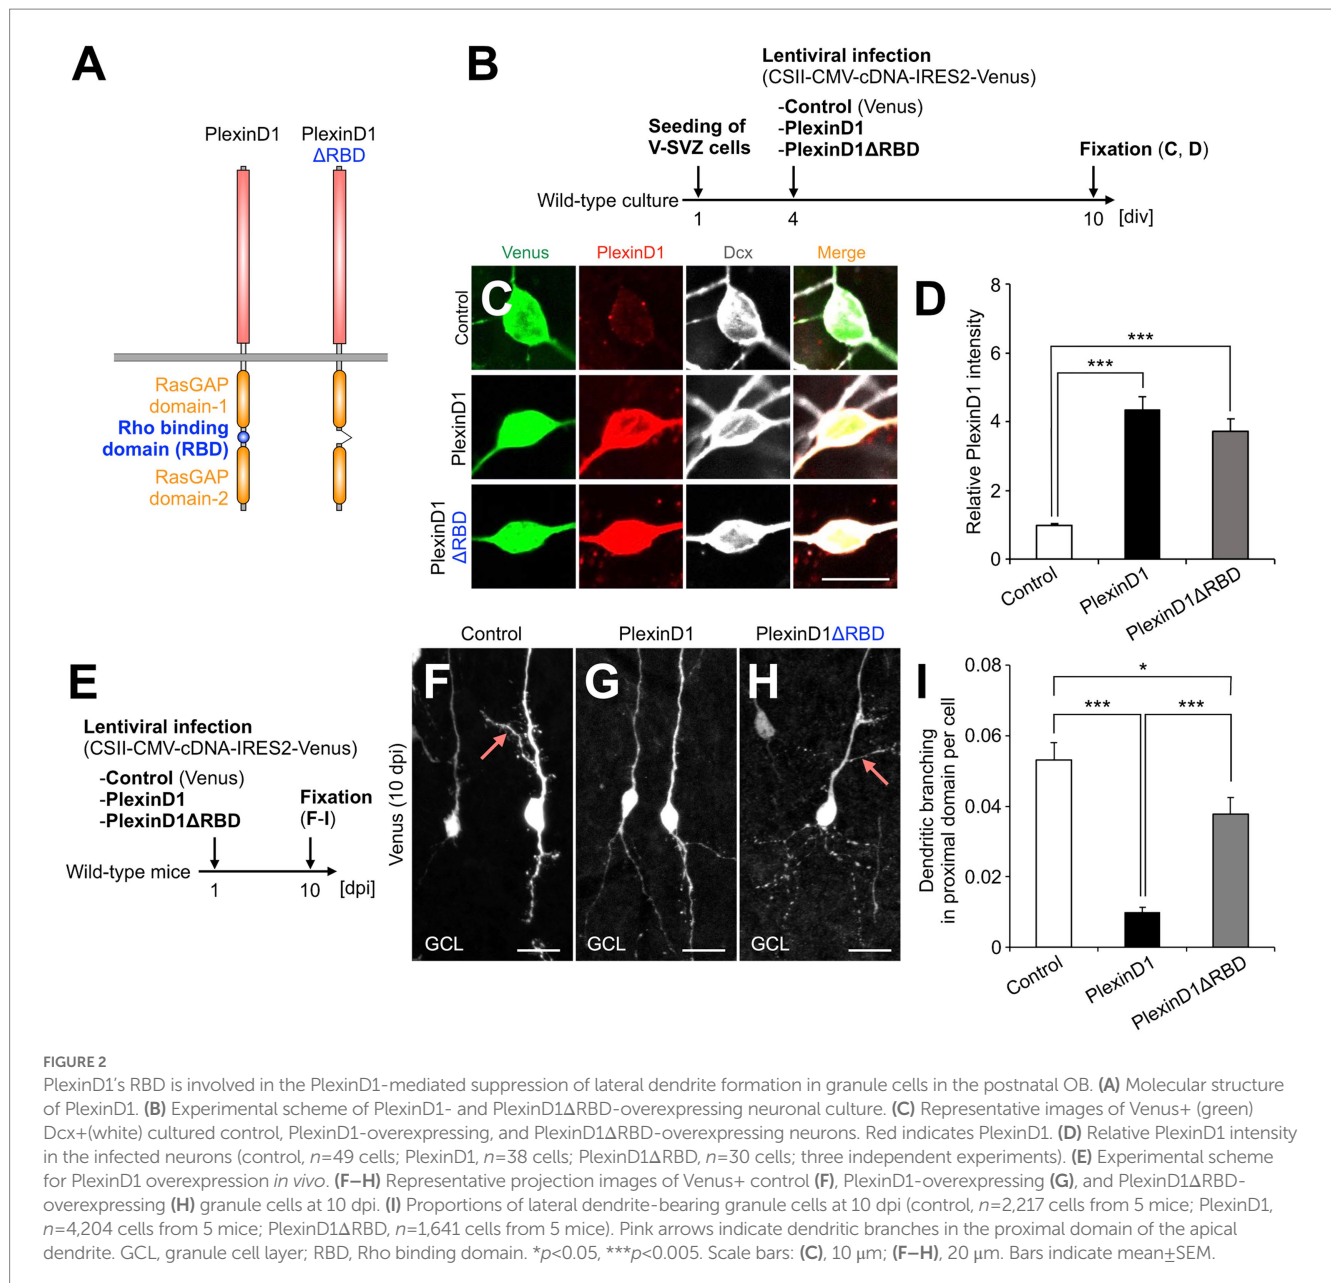 A
PlexinD1
PlexinD1
ΔRBD
RasGAP
domain-1
Rho binding
domain (RBD)
RasGAP
domain-2
B
Lentiviral infection
(CSII-CMV-cDNA-IRES2-Venus)
-Control (Venus)
-PlexinD1
-PlexinD1ΔRBD
Seeding of
V-SVZ cells
Fixation (C, D)
Wild-type culture
1
4
10
[div]
Venus
PlexinD1
Dcx
Merge
C
Control
PlexinD1
PlexinD1
ΔRBD
D
Relative PlexinD1 intensity
8
6
4
2
0
***
***
Control
PlexinD1
PlexinD1ΔRBD
E
Lentiviral infection
(CSII-CMV-cDNA-IRES2-Venus)
-Control (Venus)
-PlexinD1
-PlexinD1ΔRBD
Fixation
(F-I)
Wild-type mice
1
10
[dpi]
Control
PlexinD1
PlexinD1ΔRBD
Venus (10 dpi)
F
G
H
GCL
GCL
GCL
I
Dendritic branching
in proximal domain per cell
0.08
0.06
0.04
0.02
0
*
***
***
Control
PlexinD1
PlexinD1ΔRBD
FIGURE 2
PlexinD1's RBD is involved in the PlexinD1-mediated suppression of lateral dendrite formation in granule cells in the postnatal OB. (A) Molecular structure
of PlexinD1. (B) Experimental scheme of PlexinD1- and PlexinD1ΔRBD-overexpressing neuronal culture. (C) Representative images of Venus+ (green)
Dcx+(white) cultured control, PlexinD1-overexpressing, and PlexinD1ΔRBD-overexpressing neurons. Red indicates PlexinD1. (D) Relative PlexinD1 intensity
in the infected neurons (control, n=49 cells; PlexinD1, n=38 cells; PlexinD1ΔRBD, n=30 cells; three independent experiments). (E) Experimental scheme
for PlexinD1 overexpression in vivo. (F–H) Representative projection images of Venus+ control (F), PlexinD1-overexpressing (G), and PlexinD1ΔRBD-
overexpressing (H) granule cells at 10 dpi. (I) Proportions of lateral dendrite-bearing granule cells at 10 dpi (control, n=2,217 cells from 5 mice; PlexinD1,
n=4,204 cells from 5 mice; PlexinD1ΔRBD, n=1,641 cells from 5 mice). Pink arrows indicate dendritic branches in the proximal domain of the apical
dendrite. GCL, granule cell layer; RBD, Rho binding domain. *p<0.05, ***p<0.005. Scale bars: (C), 10 μm; (F–H), 20 μm. Bars indicate mean±SEM.